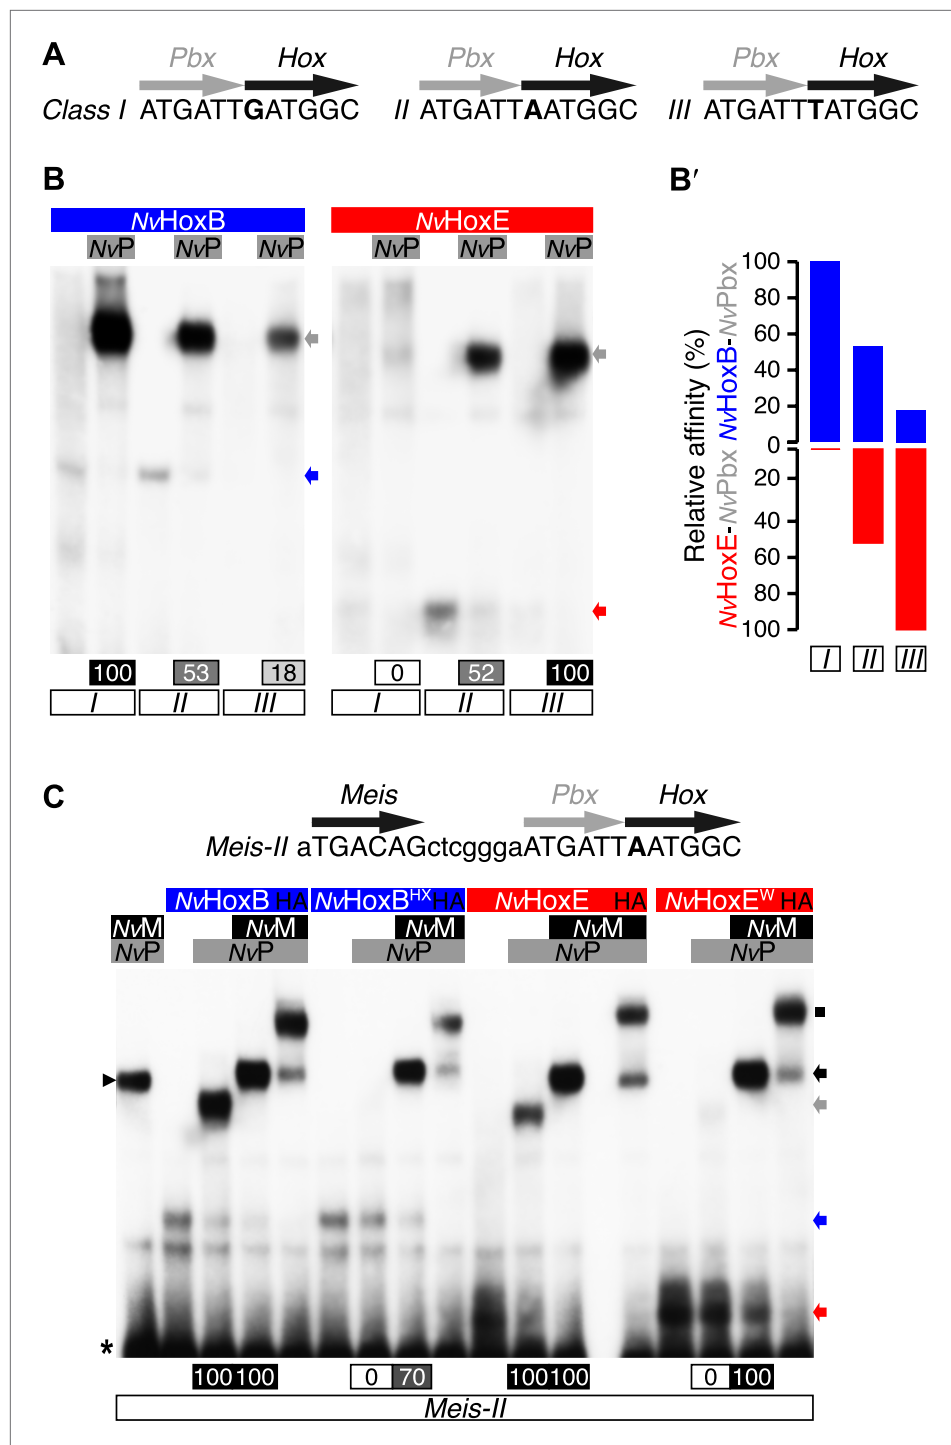 A
Pbx Hox Pbx Hox Pbx Hox
Class I ATGATTGATGGC II ATGATTAATGGC III ATGATTTATGGC
B B′
NvHoxB NvHoxE
NvP NvP NvP NvP NvP NvP
100 53 18 0 52 100
I II III I II III
Relative affinity (%)
NvHoxE-NvPbx NvHoxB-NvPbx
100
80
60
40
20
0
20
40
60
80
100
I II III
C
Meis Pbx Hox
Meis-II aTGACAGctcgggaATGATTAATGGC
NvHoxB HA NvHoxBHX HA NvHoxE HA NvHoxEW HA
NvM NvM NvM NvM NvM
NvP NvP NvP NvP NvP
*
100 100 0 70 100 100 0 100
Meis-II